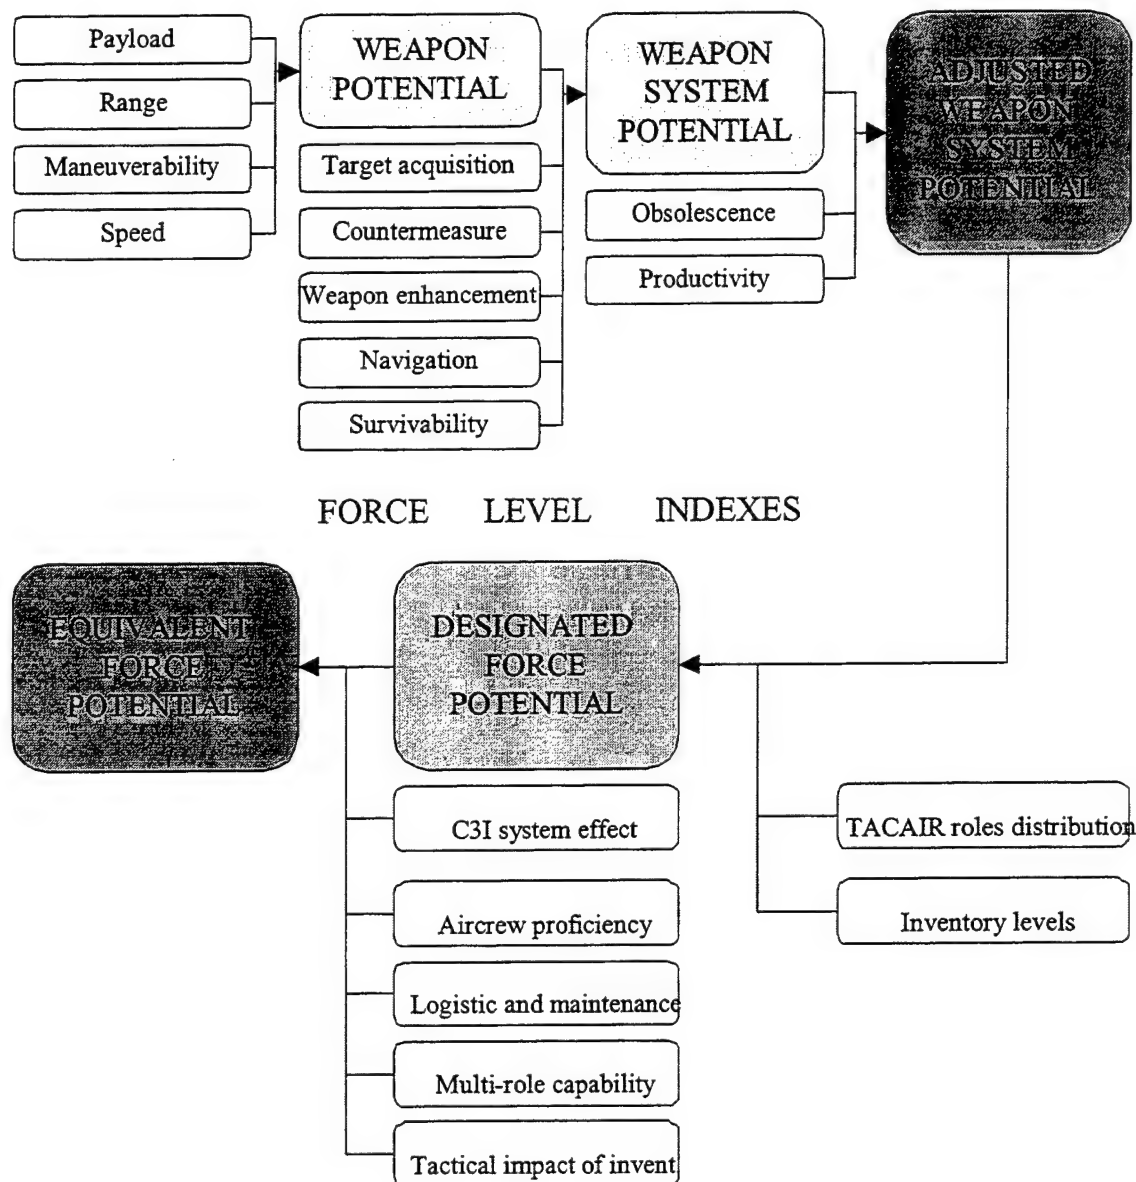 Payload
Range
Maneuverability
Speed
WEAPON
POTENTIAL
Target acquisition
Countermeasure
Weapon enhancement
Navigation
Survivability
WEAPON
SYSTEM
POTENTIAL
Obsolescence
Productivity
ADJUSTED
WEAPON
SYSTEM
POTENTIAL
FORCE LEVEL INDEXES
EQUIVALENT
FORCE
POTENTIAL
DESIGNATED
FORCE
POTENTIAL
C3I system effect
Aircrew proficiency
Logistic and maintenance
Multi-role capability
Tactical impact of invent
TACAIR roles distribution
Inventory levels